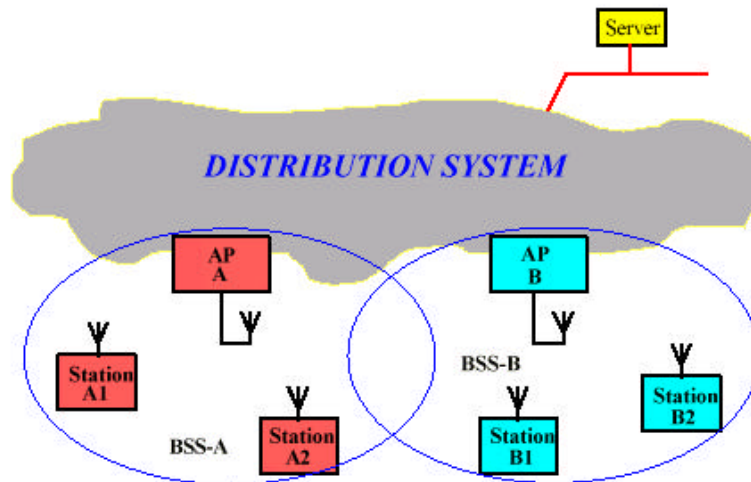 Server
DISTRIBUTION SYSTEM
AP
A
AP
B
Station
A1
BSS-A
Station
A2
BSS-B
Station
B1
Station
B2